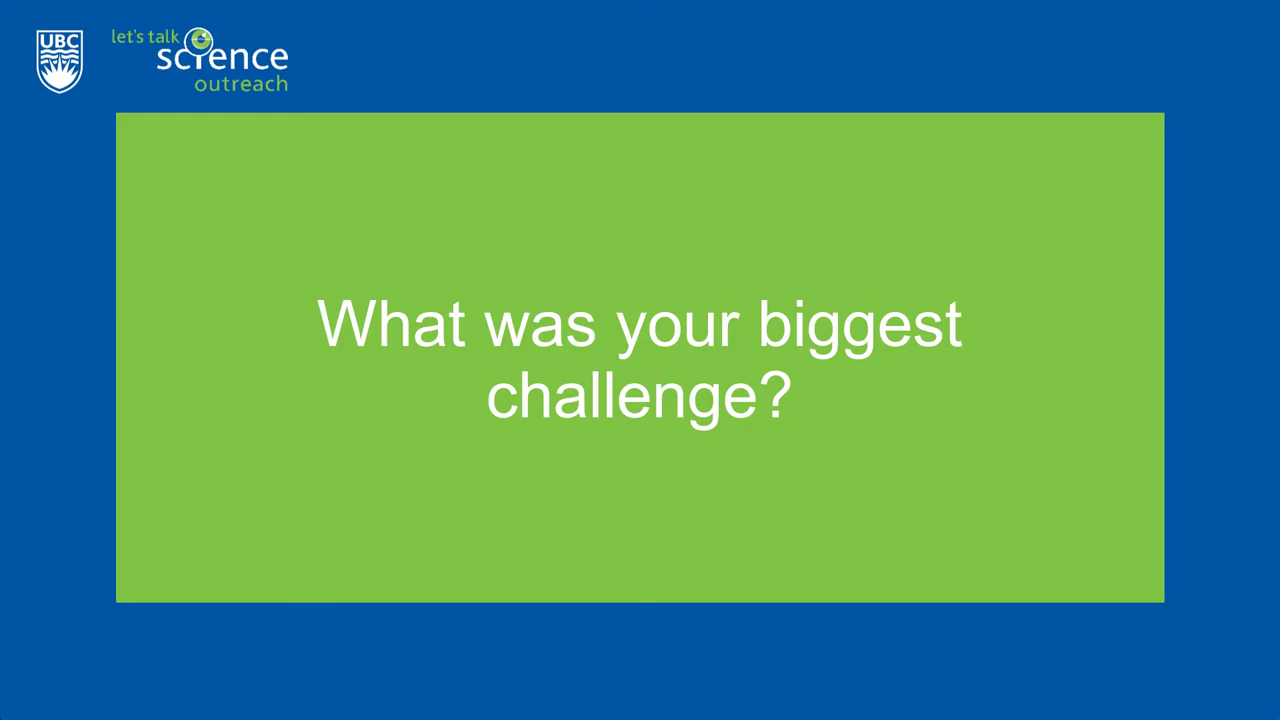 UBC
let's talk
science
outreach
What was your biggest
challenge?